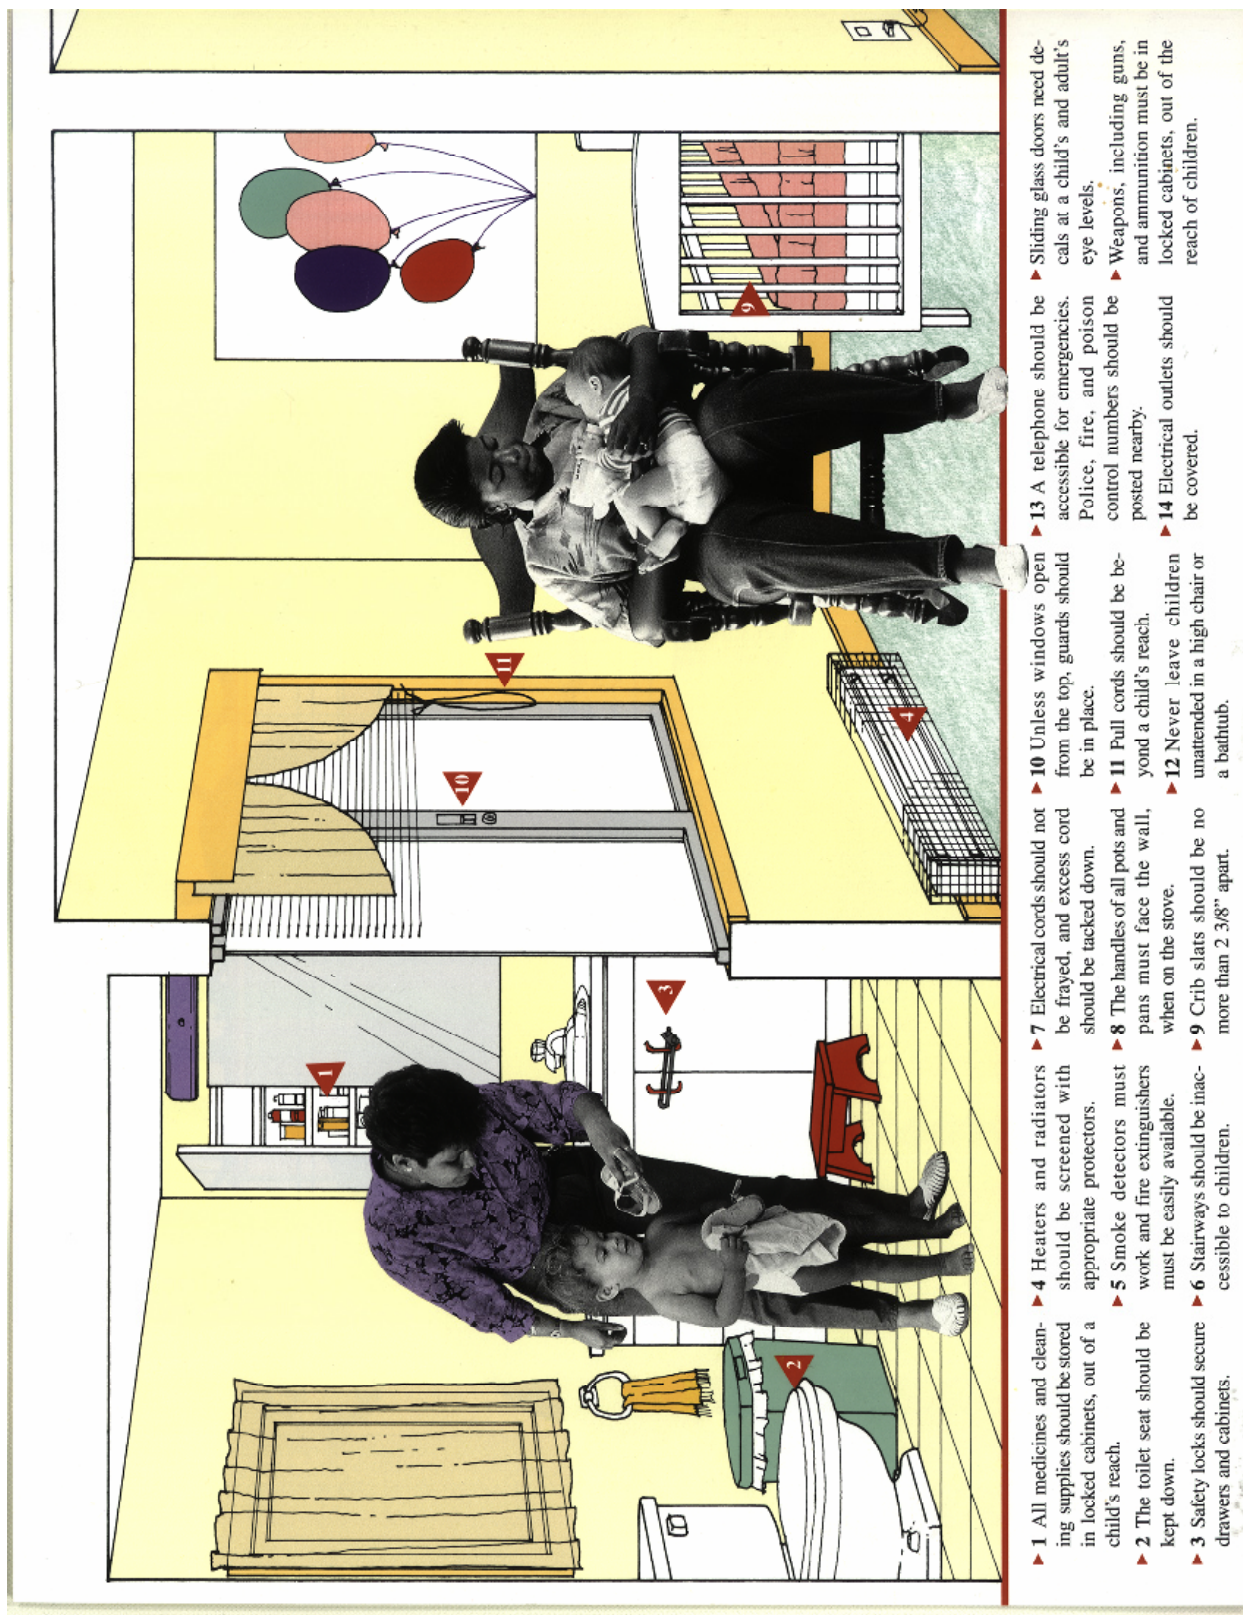 1
2
3
4
9
10
11
▶ 1 All medicines and clean-
ing supplies should be stored
in locked cabinets, out of a
child's reach.
▶ 2 The toilet seat should be
kept down.
▶ 3 Safety locks should secure
drawers and cabinets.
▶ 4 Heaters and radiators
should be screened with
appropriate protectors.
▶ 5 Smoke detectors must
work and fire extinguishers
must be easily available.
▶ 6 Stairways should be inac-
cessible to children.
▶ 7 Electrical cords should not
be frayed, and excess cord
should be tacked down.
▶ 8 The handles of all pots and
pans must face the wall,
when on the stove.
▶ 9 Crib slats should be no
more than 2 3/8" apart.
▶ 10 Unless windows open
from the top, guards should
be in place.
▶ 11 Pull cords should be be-
yond a child's reach.
▶ 12 Never leave children
unattended in a high chair or
a bathtub.
▶ 13 A telephone should be
accessible for emergencies.
Police, fire, and poison
control numbers should be
posted nearby.
▶ 14 Electrical outlets should
be covered.
▶ Sliding glass doors need de-
cals at a child's and adult's
eye levels.
▶ Weapons, including guns,
and ammunition must be in
locked cabinets, out of the
reach of children.